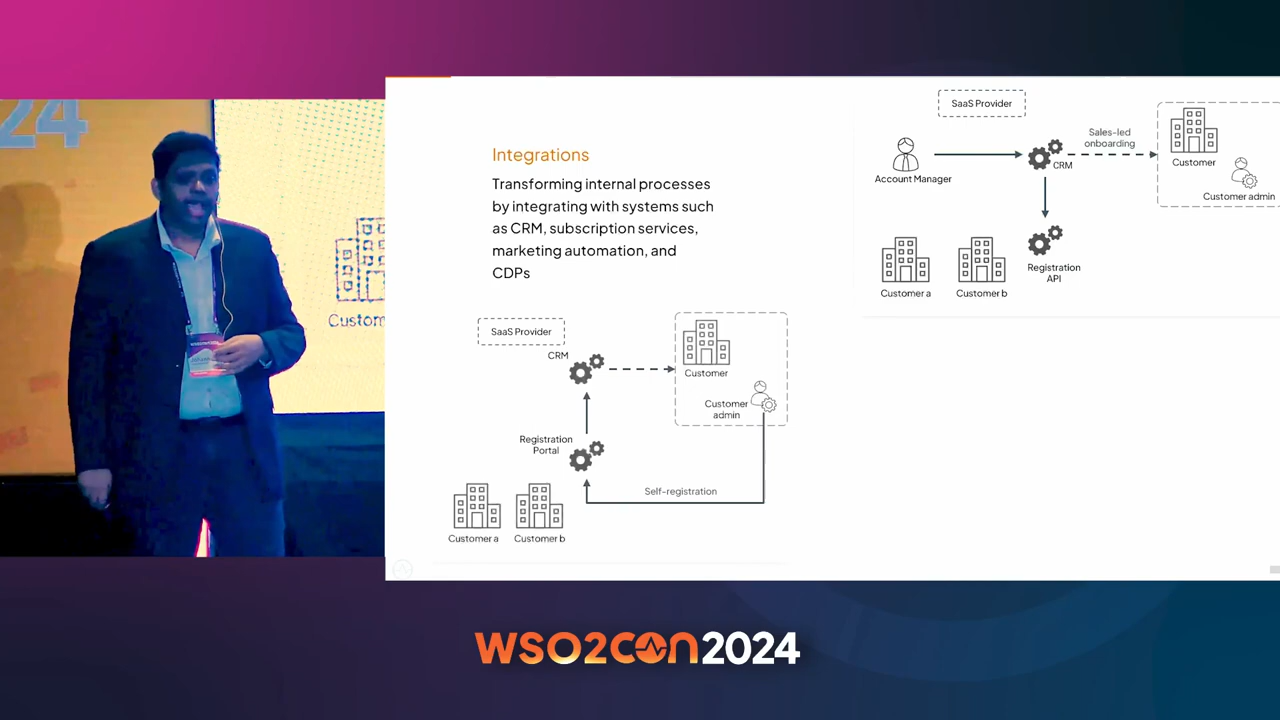 24
Custom
Integrations
Transforming internal processes
by integrating with systems such
as CRM, subscription services,
marketing automation, and
CDPs
SaaS Provider
CRM
Customer
Customer
admin
Registration
Portal
Self-registration
Customer a
Customer b
SaaS Provider
Account Manager
CRM
Sales-led
onboarding
Customer
Customer admin
Registration
API
Customer a
Customer b
WSO2CON2024